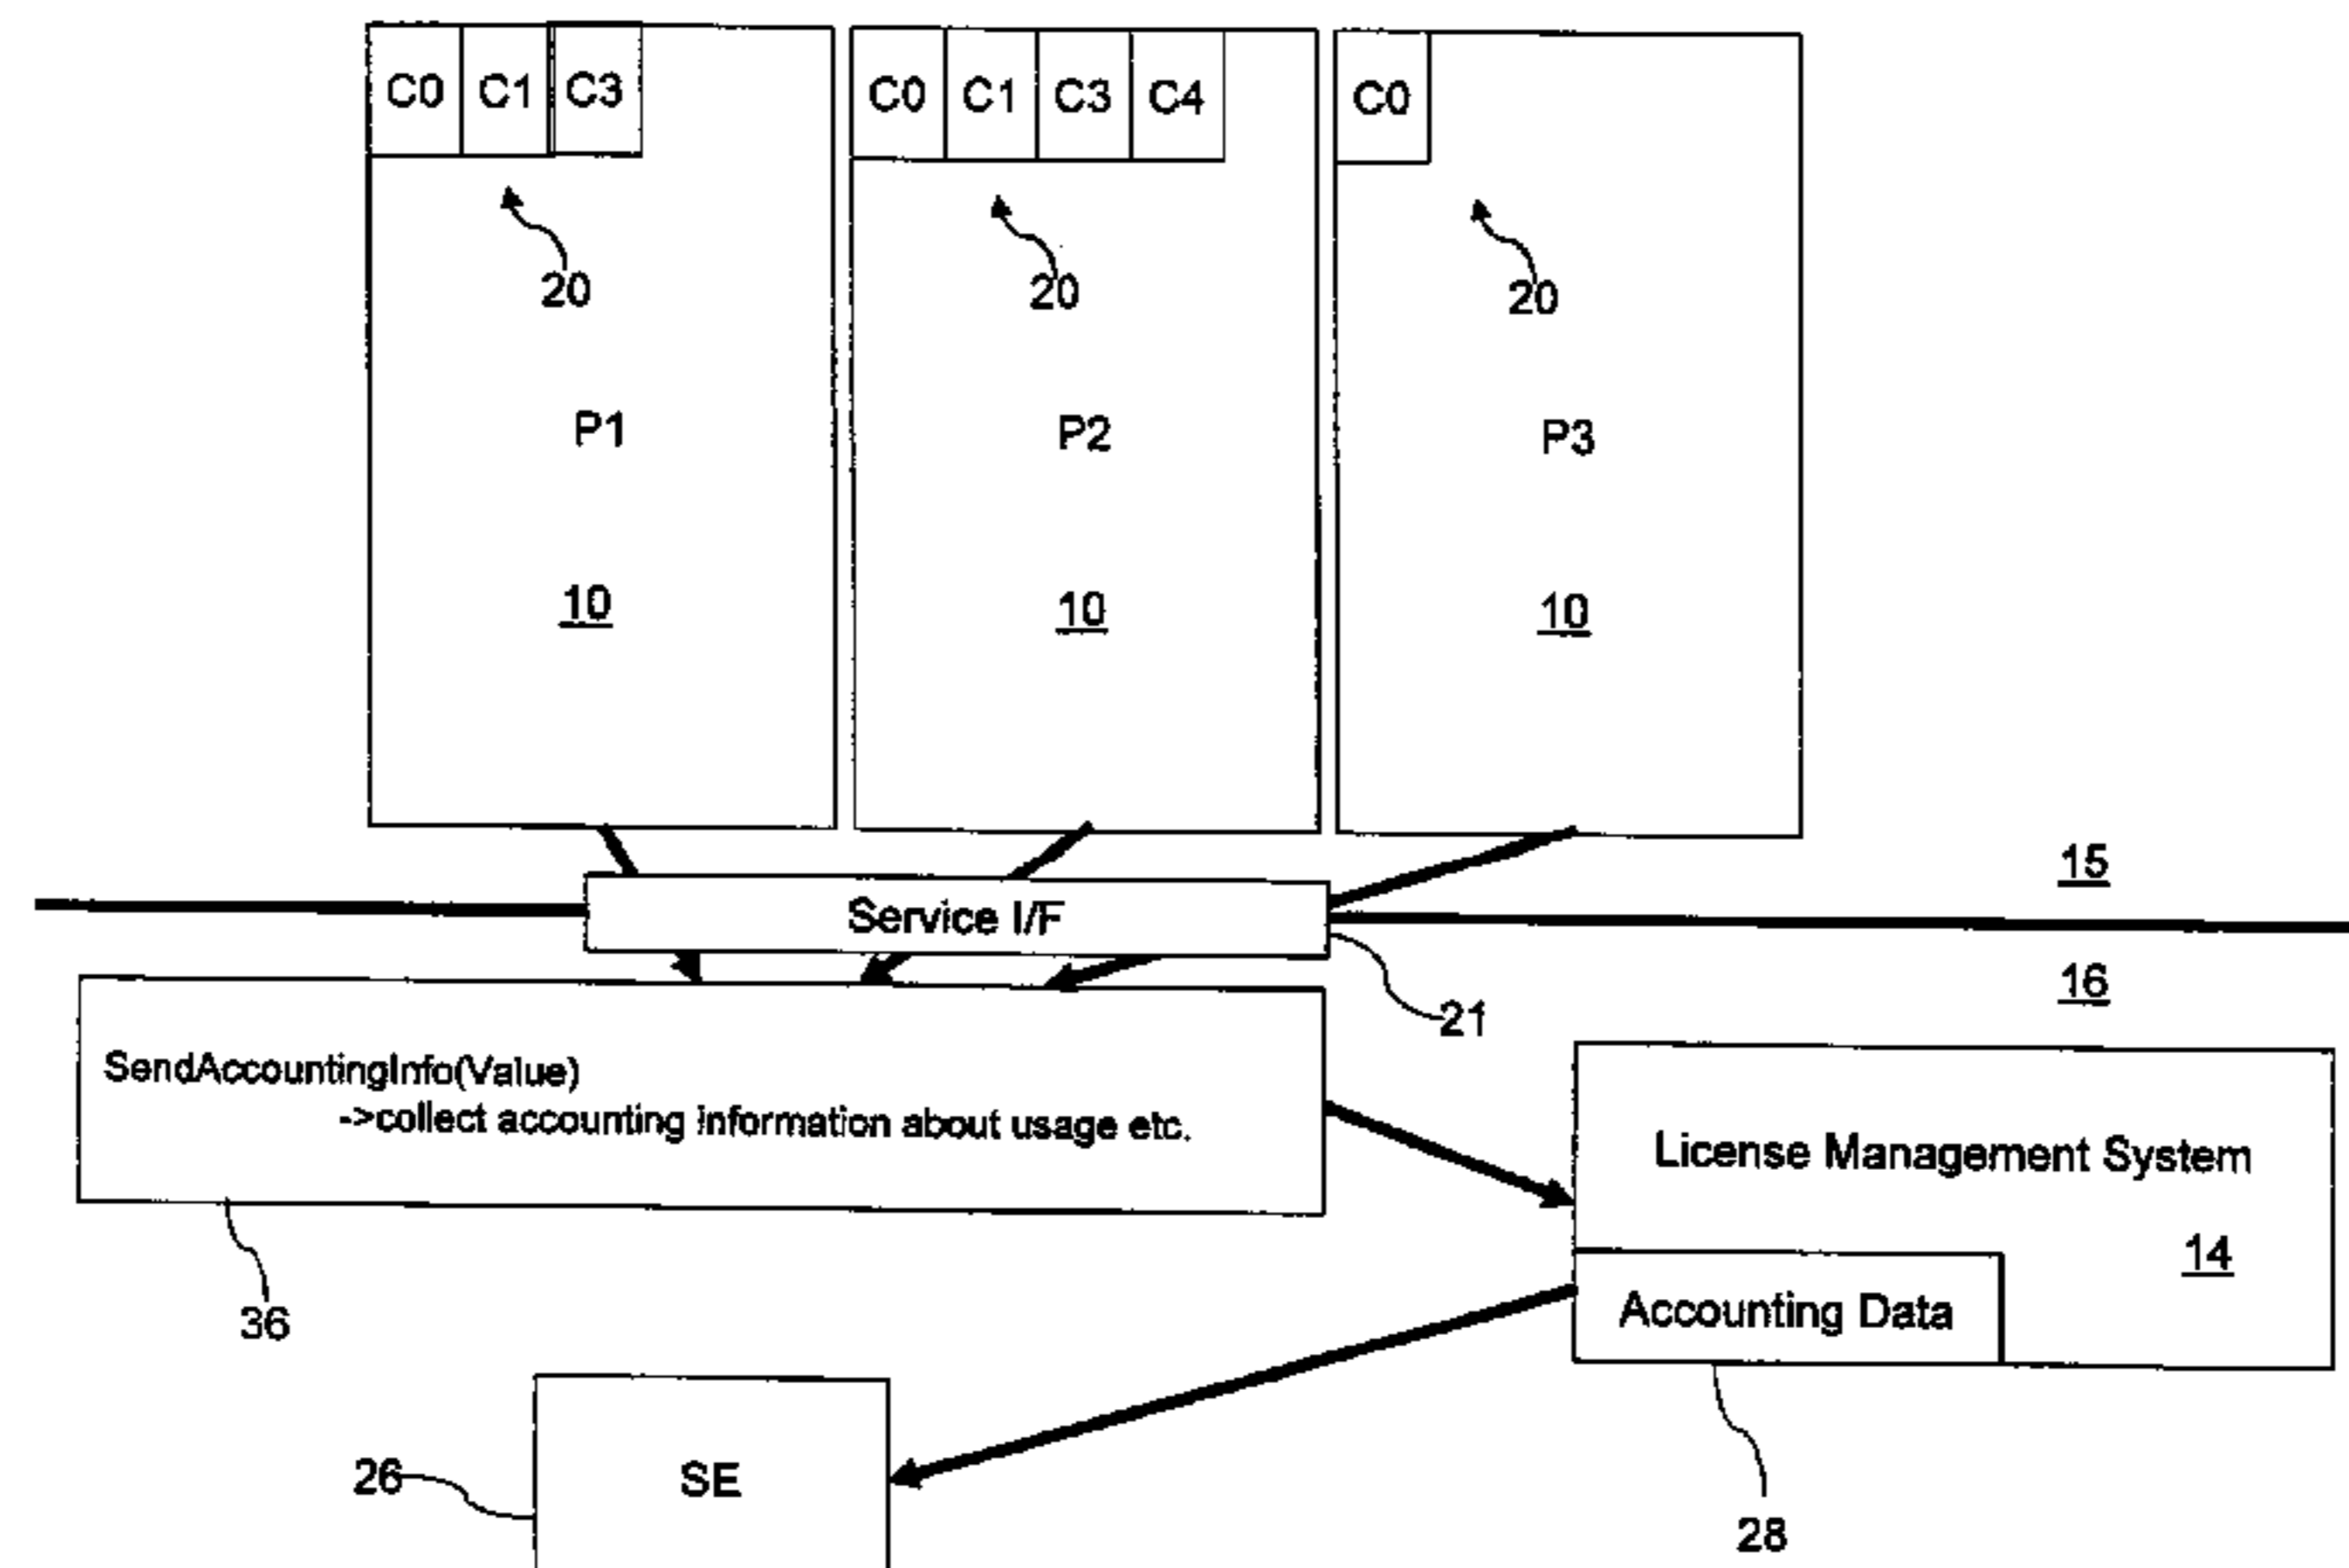 C0 C1 C3
C0 C1 C3 C4
C0
20
20
20
P1
P2
P3
10
10
10
15
Service I/F
16
21
SendAccountingInfo(Value)
->collect accounting information about usage etc.
License Management System
14
36
Accounting Data
26
SE
28